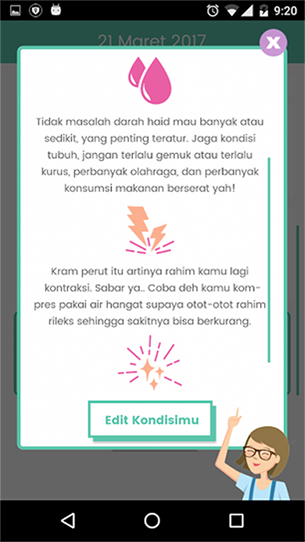 9:20
21 Maret 2017
x
Tidak masalah darah haid mau banyak atau
sedikit, yang penting teratur. Jaga kondisi
tubuh, jangan terlalu gemuk atau terlalu
kurus, perbanyak olahraga, dan perbanyak
konsumsi makanan berserat yah!
Kram perut itu artinya rahim kamu lagi
kontraksi. Sabar ya.. Coba deh kamu kom-
pres pakai air hangat supaya otot-otot rahim
rileks sehingga sakitnya bisa berkurang.
Edit Kondisimu